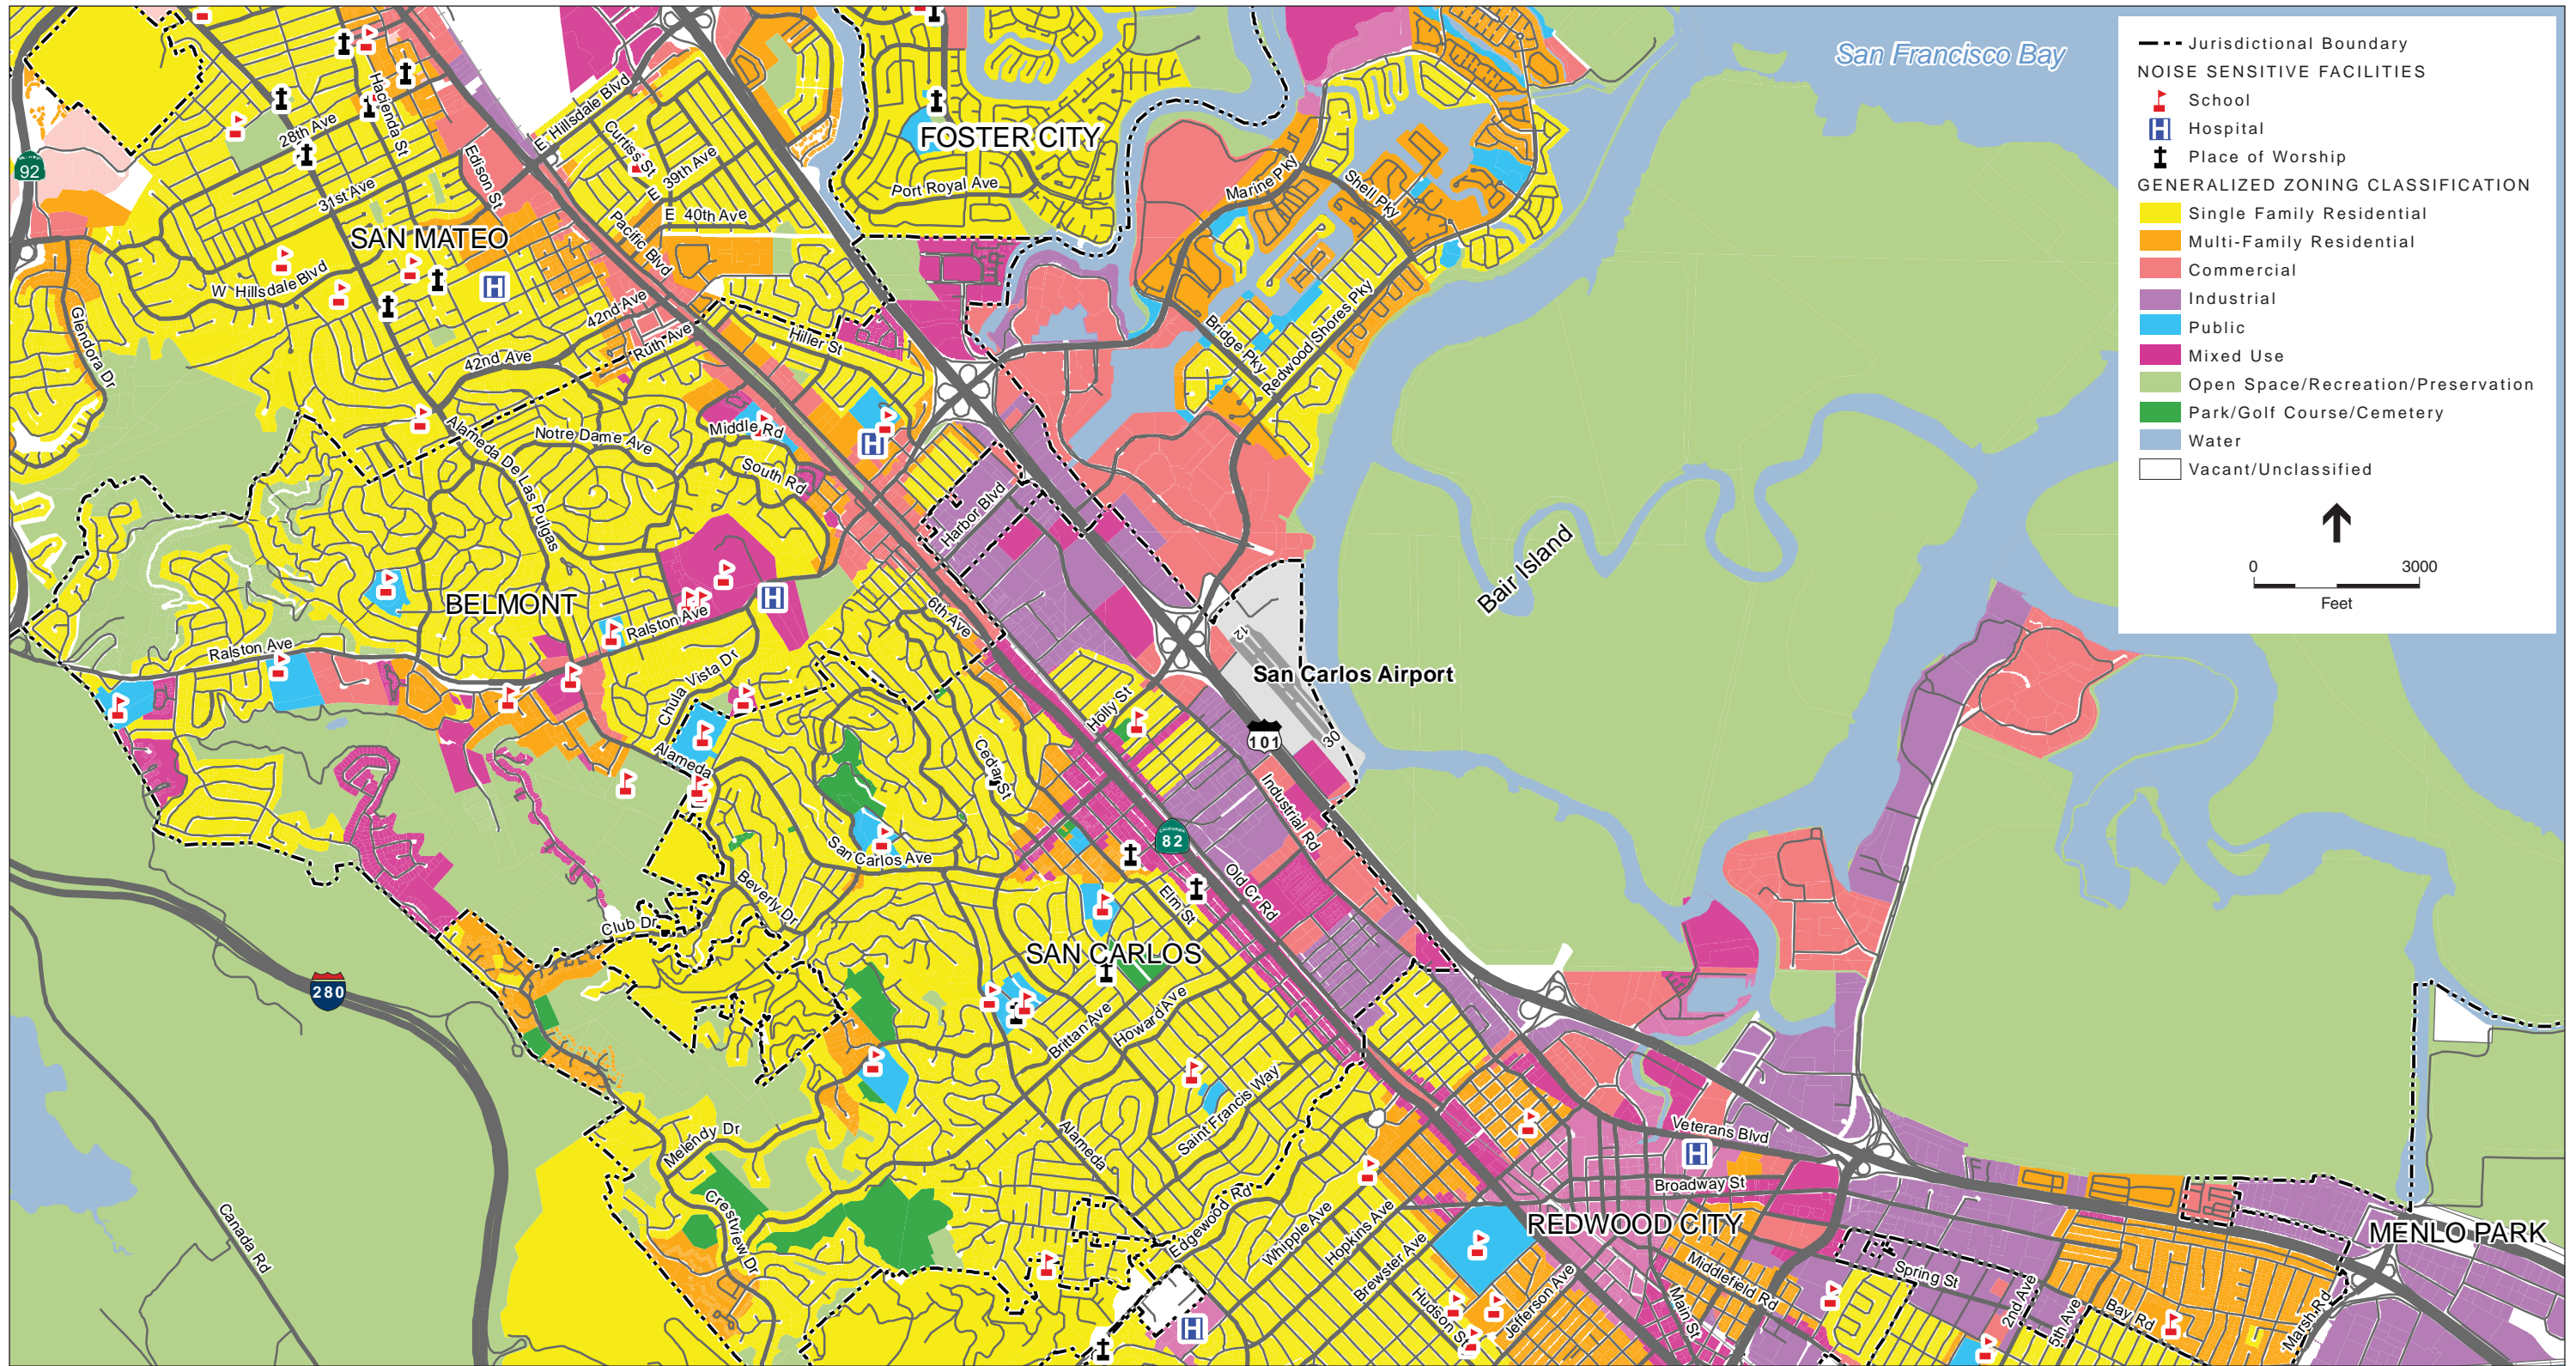 San Francisco Bay
Jurisdictional Boundary
NOISE SENSITIVE FACILITIES
School
H
Hospital
Place of Worship
GENERALIZED ZONING CLASSIFICATION
Single Family Residential
Multi-Family Residential
Commercial
Industrial
Public
Mixed Use
Open Space/Recreation/Preservation
Park/Golf Course/Cemetery
Water
Vacant/Unclassified
0 3000
Feet
92
28th Ave
Hacienda St
31st Ave
Edison St
E Hillsdale Blvd
Curtiss St
39th Ave
E
E 40th Ave
Pacific Blvd
FOSTER CITY
Port Royal Ave
Marine Pky
Shell Pky
SAN MATEO
W Hillsdale Blvd
H
Glendora Dr
42nd Ave
42nd Ave
Ruth Ave
Hiller St
Bridge Pky
Redwood Shores Pky
Alameda De Las Pulgas
Notre Dame Ave
Middle Rd
South Rd
H
Harbor Blvd
Bair Island
BELMONT
H
Ralston Ave
Ralston Ave
6th Ave
12
San Carlos Airport
30
101
Chula Vista Dr
Holly St
Alameda
Cedar St
Industrial Rd
CALIFORNIA
82
San Carlos Ave
Beverly Dr
Elm St
Old Cr Rd
Club Dr
SAN CARLOS
280
Brittan Ave
Howard Ave
Saint Francis Way
Alameda
Melendy Dr
Crestview Dr
Canada Rd
Edgewood Rd
Whipple Ave
Hopkins Ave
Brewster Ave
Hudson St
Jefferson Ave
H
Veterans Blvd
H
Broadway St
REDWOOD CITY
Middlefield Rd
Main St
Spring St
2nd Ave
5th Ave
Bay Rd
Marsh Rd
MENLO PARK